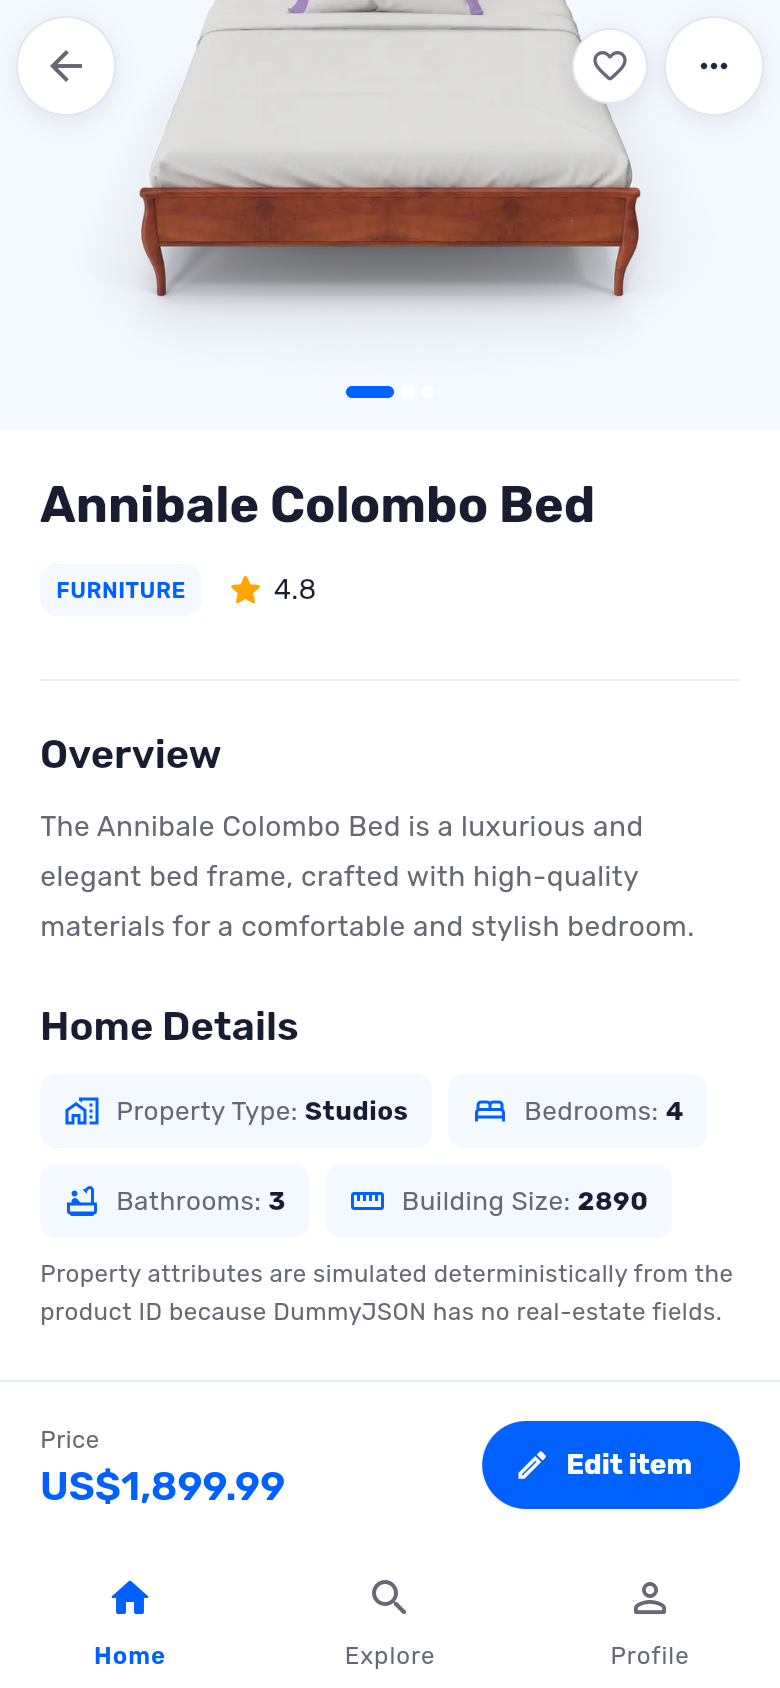 Annibale Colombo Bed
FURNITURE
4.8
Overview
The Annibale Colombo Bed is a luxurious and
elegant bed frame, crafted with high-quality
materials for a comfortable and stylish bedroom.
Home Details
Property Type: Studios
Bedrooms: 4
Bathrooms: 3
Building Size: 2890
Property attributes are simulated deterministically from the
product ID because DummyJSON has no real-estate fields.
Price
US$1,899.99
Edit item
Home
Explore
Profile